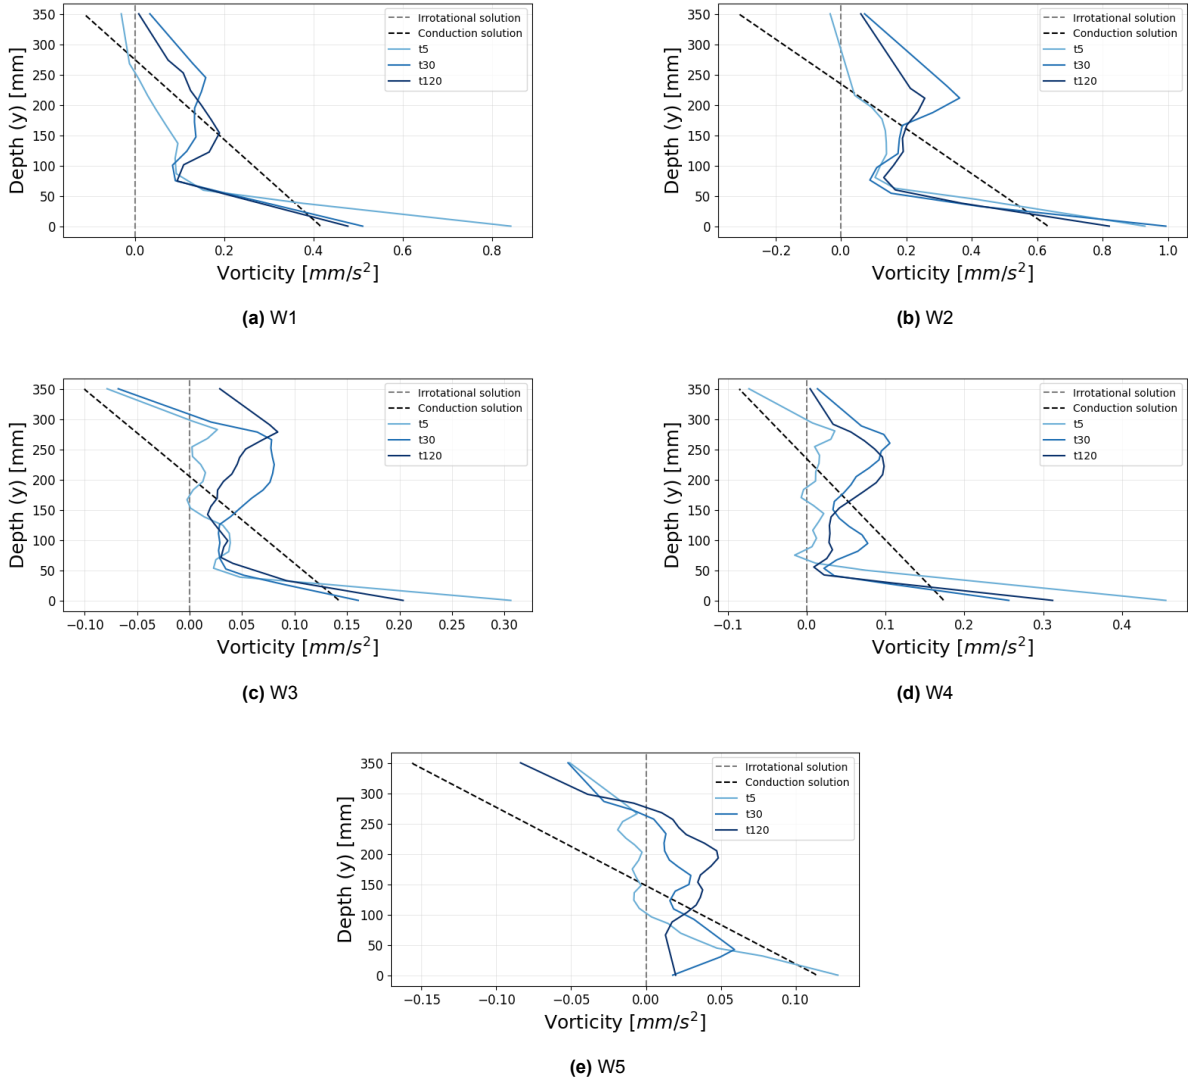 350
300
250
200
150
100
50
0
Depth (y) [mm]
0.0 0.2 0.4 0.6 0.8
Vorticity [mm/s²]
Irrotational solution
Conduction solution
t5
t30
t120
(a) W1
350
300
250
200
150
100
50
0
Depth (y) [mm]
−0.2 0.0 0.2 0.4 0.6 0.8 1.0
Vorticity [mm/s²]
Irrotational solution
Conduction solution
t5
t30
t120
(b) W2
350
300
250
200
150
100
50
0
Depth (y) [mm]
−0.10 −0.05 0.00 0.05 0.10 0.15 0.20 0.25 0.30
Vorticity [mm/s²]
Irrotational solution
Conduction solution
t5
t30
t120
(c) W3
350
300
250
200
150
100
50
0
Depth (y) [mm]
−0.1 0.0 0.1 0.2 0.3 0.4
Vorticity [mm/s²]
Irrotational solution
Conduction solution
t5
t30
t120
(d) W4
350
300
250
200
150
100
50
0
Depth (y) [mm]
−0.15 −0.10 −0.05 0.00 0.05 0.10
Vorticity [mm/s²]
Irrotational solution
Conduction solution
t5
t30
t120
(e) W5